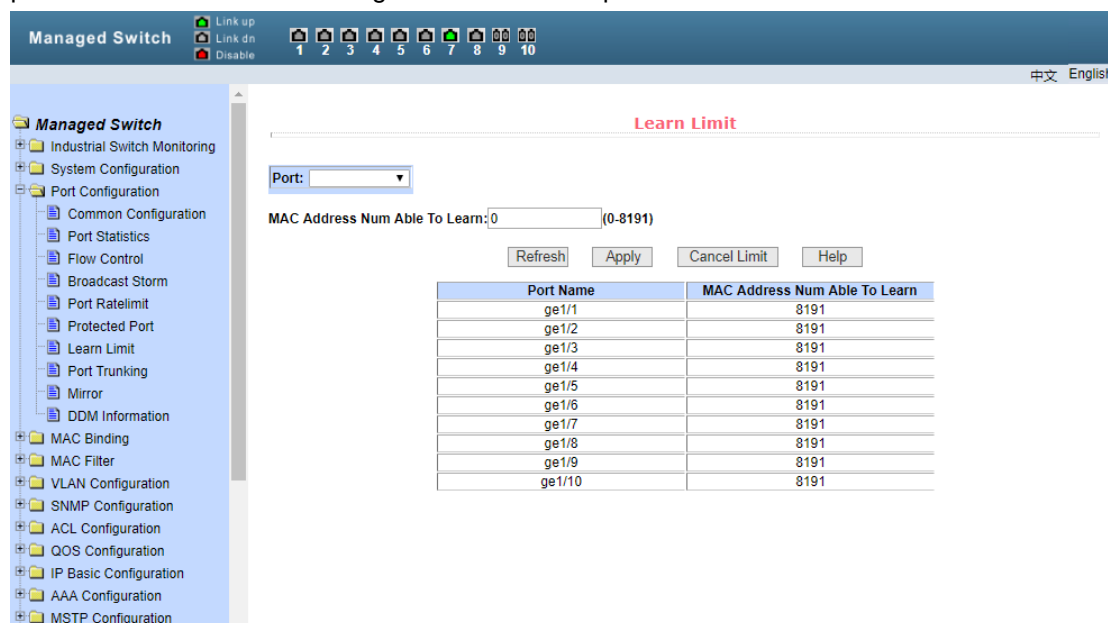 Managed Switch
Link up
Link dn
Disable
1 2 3 4 5 6 7 8 9 10
中文 English
Managed Switch
Industrial Switch Monitoring
System Configuration
Port Configuration
Common Configuration
Port Statistics
Flow Control
Broadcast Storm
Port Ratelimit
Protected Port
Learn Limit
Port Trunking
Mirror
DDM Information
MAC Binding
MAC Filter
VLAN Configuration
SNMP Configuration
ACL Configuration
QOS Configuration
IP Basic Configuration
AAA Configuration
MSTP Configuration
Learn Limit
Port:
MAC Address Num Able To Learn: 0 (0-8191)
Refresh Apply Cancel Limit Help
Port Name MAC Address Num Able To Learn
ge1/1 8191
ge1/2 8191
ge1/3 8191
ge1/4 8191
ge1/5 8191
ge1/6 8191
ge1/7 8191
ge1/8 8191
ge1/9 8191
ge1/10 8191